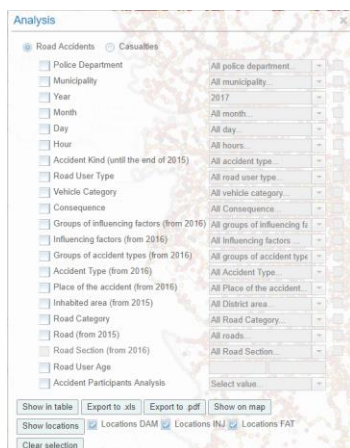 Analysis
Road Accidents Casualties
Police Department All police department...
Municipality All municipality...
Year 2017
Month All month...
Day All day...
Hour All hours...
Accident Kind (until the end of 2015) All accident type...
Road User Type All road user type...
Vehicle Category All vehicle category...
Consequence All Consequence...
Groups of influencing factors (from 2016) All groups of influencing fa
Influencing factors (from 2016) All Influencing factors ...
Groups of accident types (from 2016) All groups of accident type
Accident Type (from 2016) All Accident Type...
Place of the accident (from 2016) All Place of the accident...
Inhabited area (from 2015) All District area...
Road Category All Road Category...
Road (from 2015) All roads...
Road Section (from 2016) All Road Section...
Road User Age
Accident Participants Analysis Select value...
Show in table Export to .xls Export to .pdf Show on map
Show locations Locations DAM Locations INJ Locations FAT
Clear selection